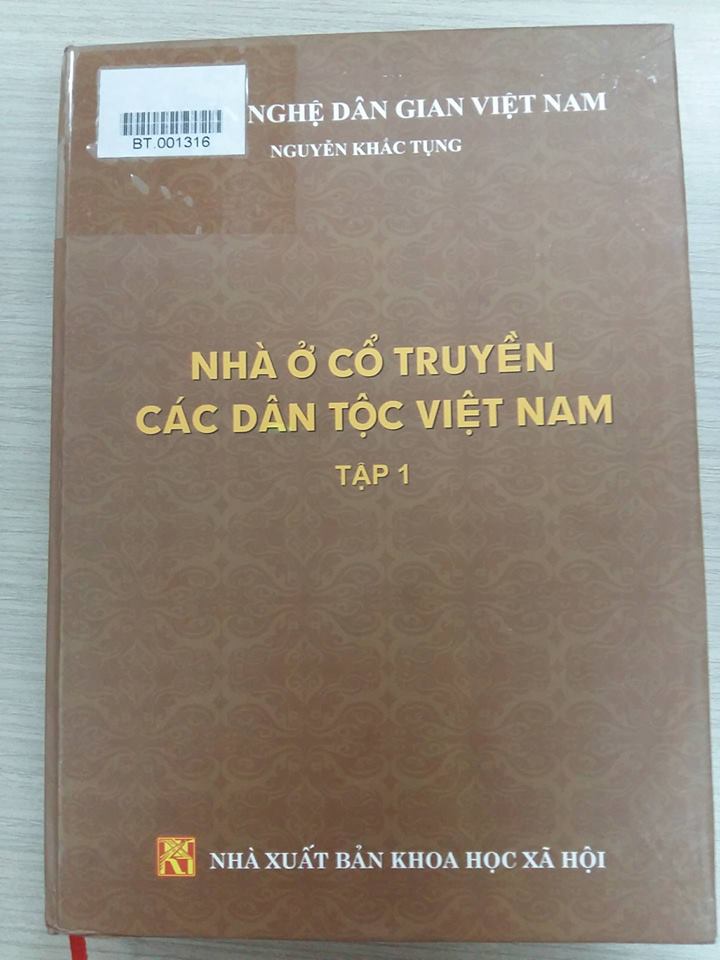 NGHỆ DÂN GIAN VIỆT NAM
BT.001316
NGUYỄN KHẮC TỤNG
NHÀ Ở CỔ TRUYỀN
CÁC DÂN TỘC VIỆT NAM
TẬP 1
NHÀ XUẤT BẢN KHOA HỌC XÃ HỘI